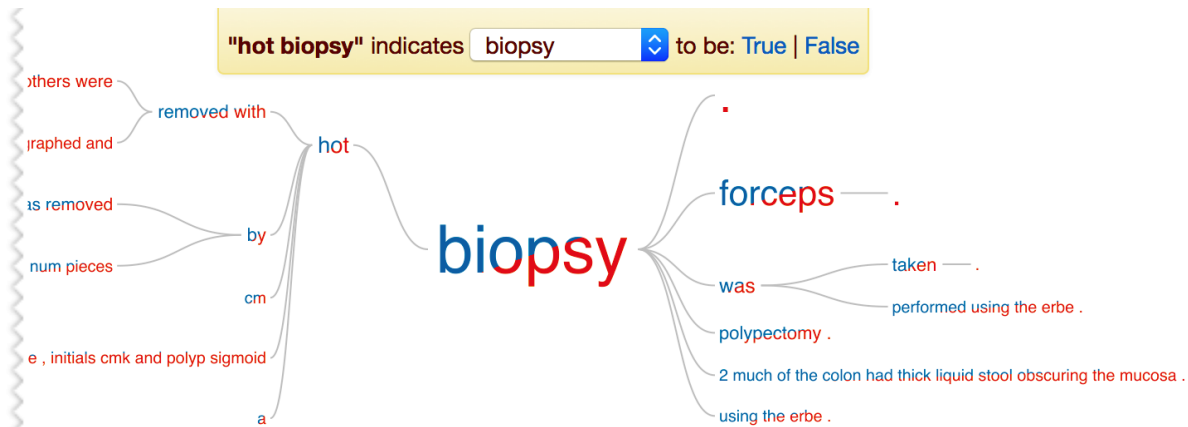 "hot biopsy" indicates biopsy to be: True | False
others were
removed with
graphed and
hot
as removed
by
num pieces
cm
e , initials cmk and polyp sigmoid
a
biopsy
.
forceps .
was
taken .
performed using the erbe .
polypectomy .
2 much of the colon had thick liquid stool obscuring the mucosa .
using the erbe .